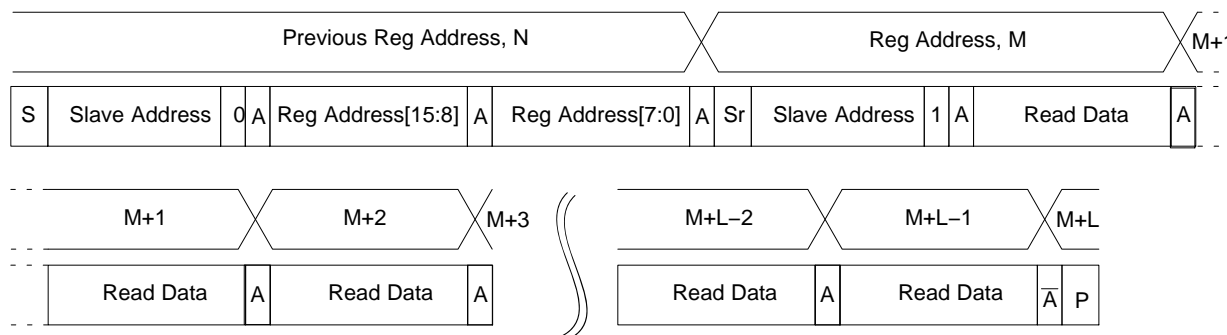 Previous Reg Address, N Reg Address, M M+1
S Slave Address 0 A Reg Address[15:8] A Reg Address[7:0] A Sr Slave Address 1 A Read Data A
M+1 M+2 M+3 M+L−2 M+L−1 M+L
Read Data A Read Data A Read Data A Read Data A̅ P